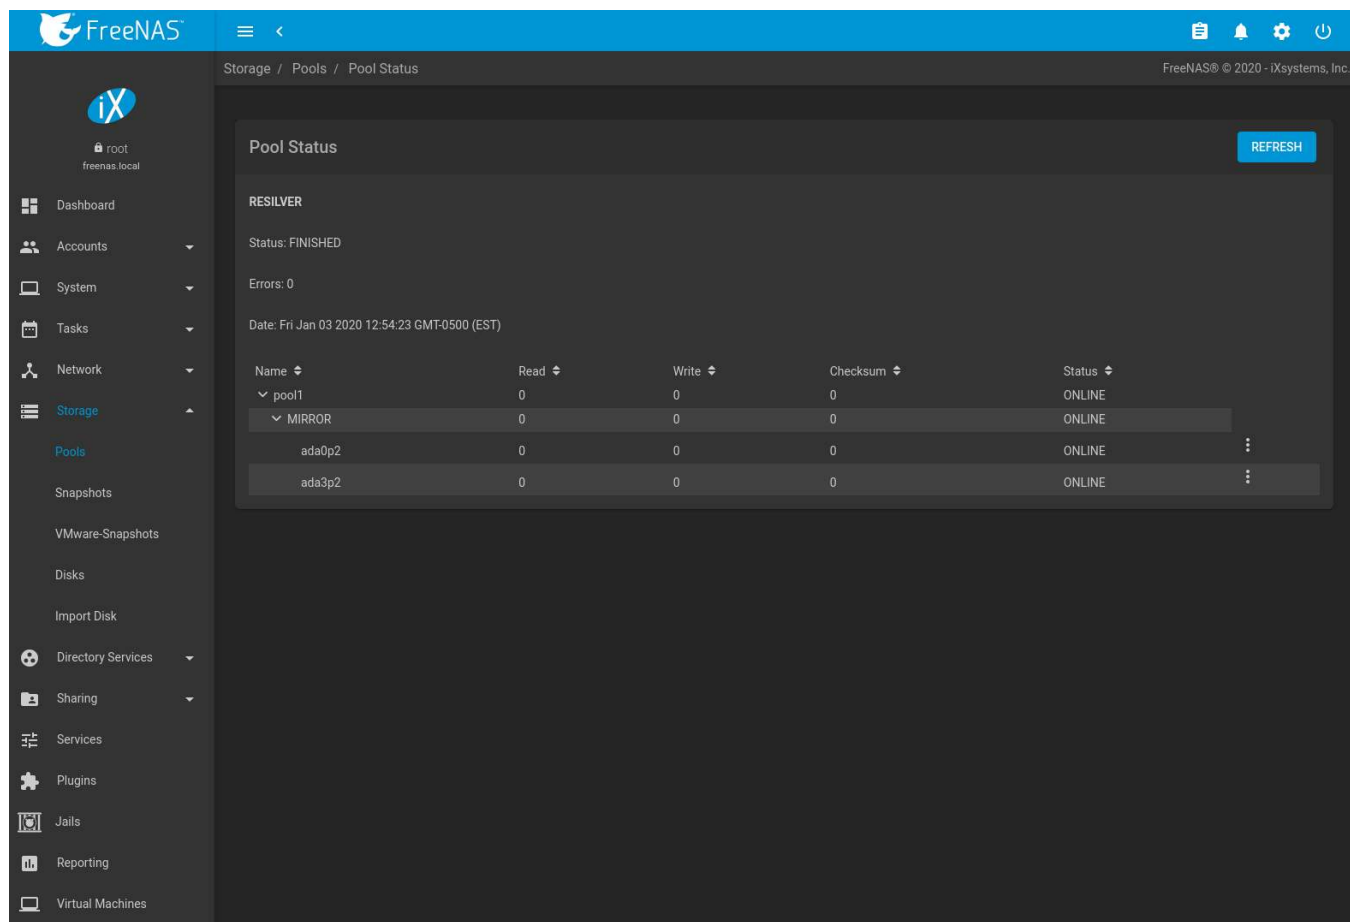 FreeNAS™
Storage / Pools / Pool Status
FreeNAS® © 2020 - iXsystems, Inc.
iX
root
freenas.local
Dashboard
Accounts
System
Tasks
Network
Storage
Pools
Snapshots
VMware-Snapshots
Disks
Import Disk
Directory Services
Sharing
Services
Plugins
Jails
Reporting
Virtual Machines
Pool Status
REFRESH
RESILVER
Status: FINISHED
Errors: 0
Date: Fri Jan 03 2020 12:54:23 GMT-0500 (EST)
Name Read Write Checksum Status
pool1 0 0 0 ONLINE
MIRROR 0 0 0 ONLINE
ada0p2 0 0 0 ONLINE
ada3p2 0 0 0 ONLINE